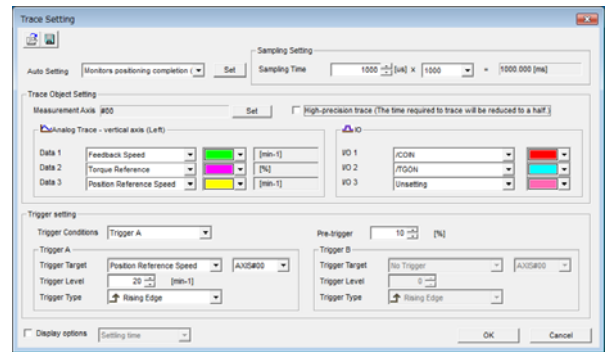 Trace Setting
Sampling Setting
Auto Setting Monitors positioning completion ( Set Sampling Time 1000 [us] X 1000 = 1000.000 [ms]
Trace Object Setting
Measurement Axis #00 Set High-precision trace (The time required to trace will be reduced to a half.)
Analog Trace - vertical axis (Left) I/O
Data 1 Feedback Speed [min-1] I/O 1 /COIN
Data 2 Torque Reference [%] I/O 2 /TGON
Data 3 Position Reference Speed [min-1] I/O 3 Unsetting
Trigger setting
Trigger Conditions Trigger A Pre-trigger 10 [%]
Trigger A Trigger B
Trigger Target Position Reference Speed AXIS#00 Trigger Target No Trigger AXIS#00
Trigger Level 20 [min-1] Trigger Level 0
Trigger Type Rising Edge Trigger Type Rising Edge
Display options Settling time OK Cancel